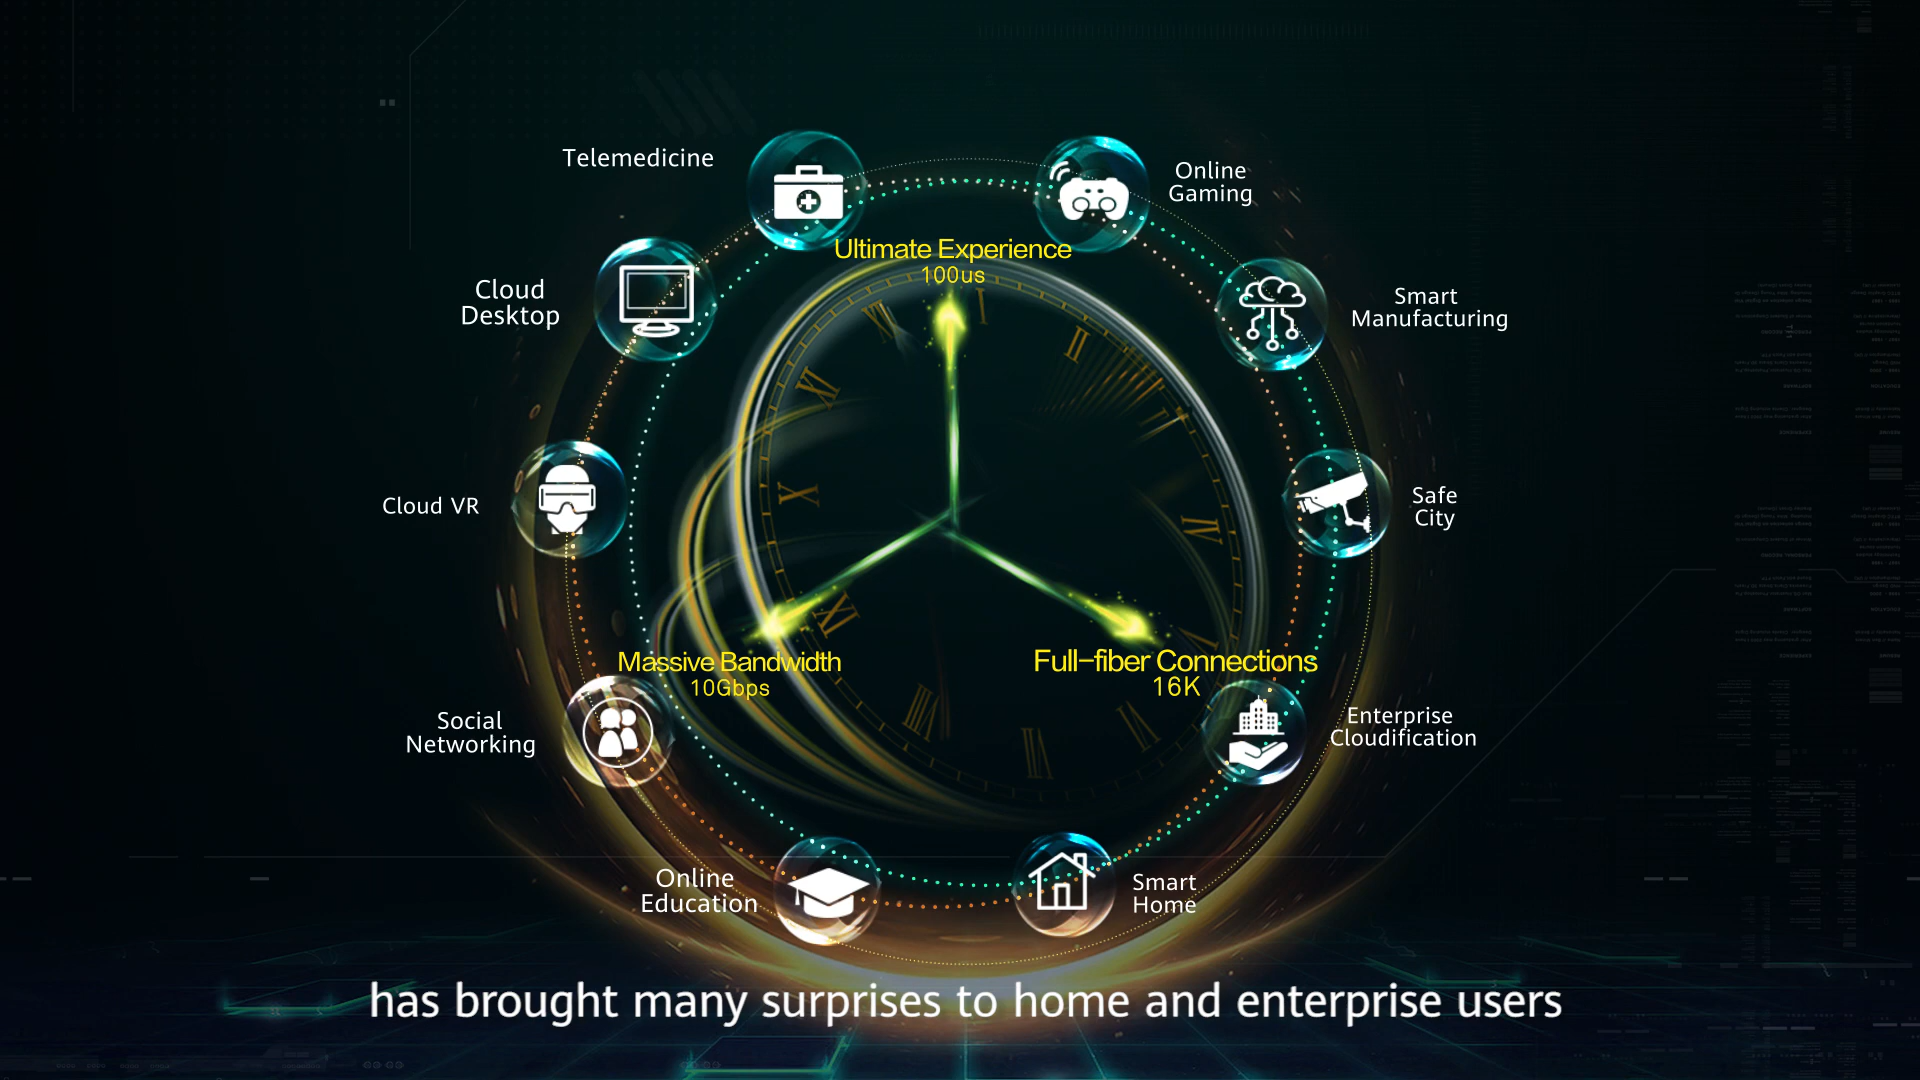 Telemedicine
Online
Gaming
Ultimate Experience
100us
Cloud
Desktop
Smart
Manufacturing
Cloud VR
Safe
City
Massive Bandwidth
10Gbps
Full-fiber Connections
16K
Social
Networking
Enterprise
Cloudification
Online
Education
Smart
Home
has brought many surprises to home and enterprise users
I
II
X